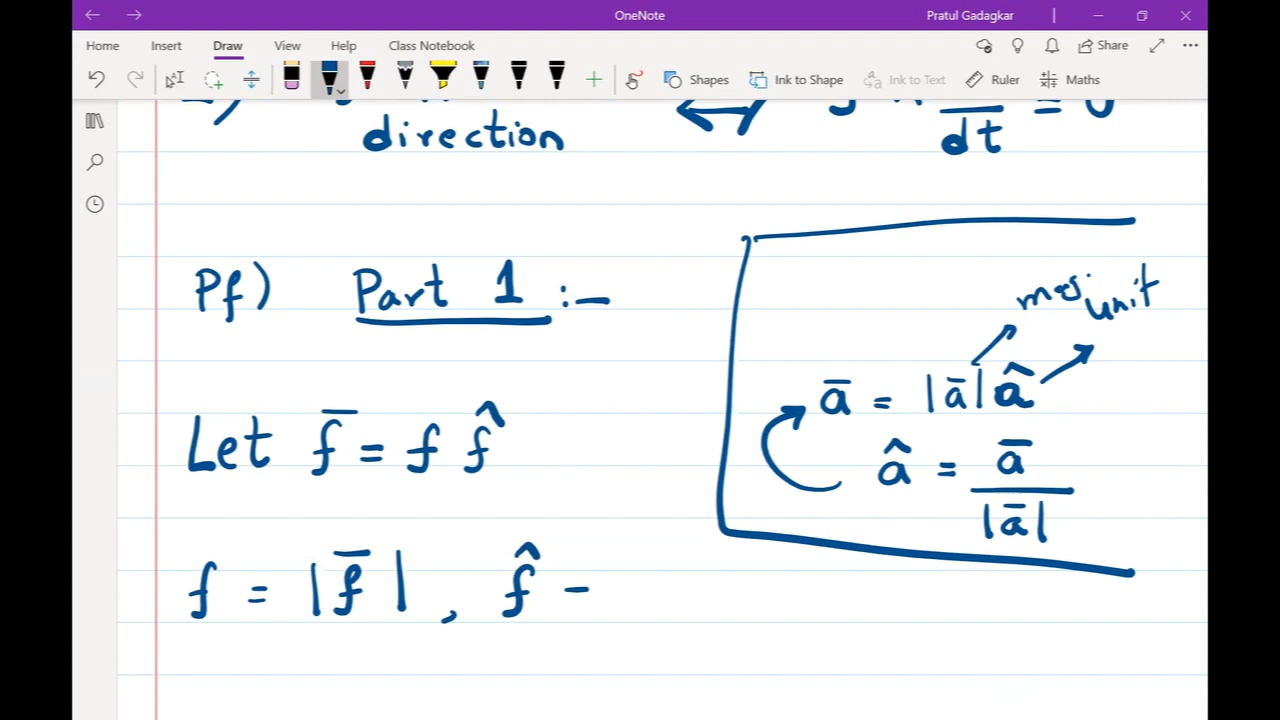 OneNote
Pratul Gadagkar
Home Insert Draw View Help Class Notebook
Share
Shapes Ink to Shape Ink to Text Ruler Maths
direction
dt = 0
Pf) Part 1 :-
mag unit
a̅ = |a̅| â
Let f̅ = f f̂
â = a̅ / |a̅|
f = |f̅| , f̂ -